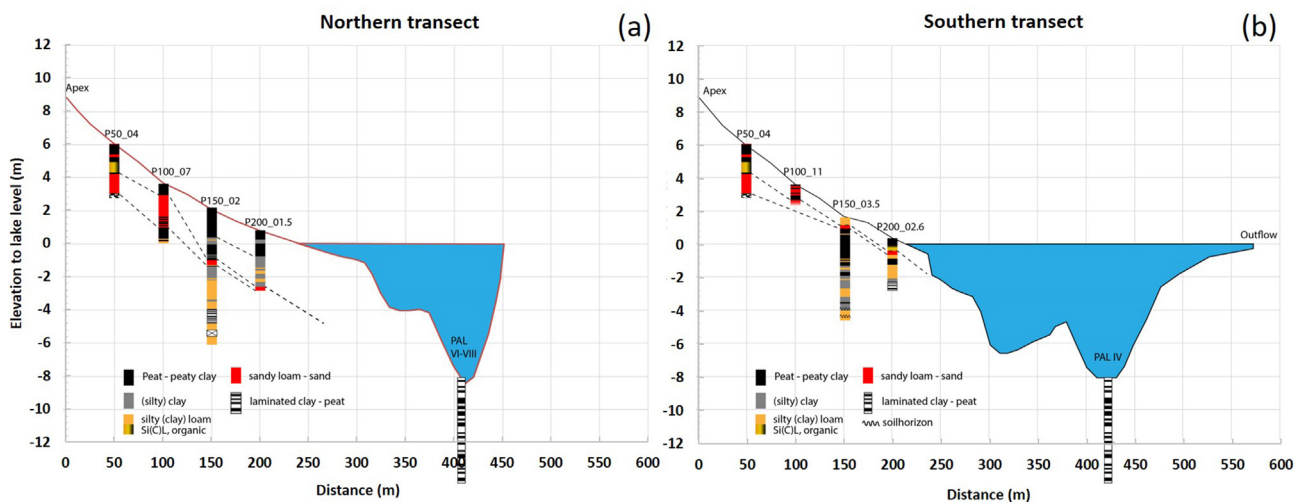 Northern transect
(a)
Elevation to lake level (m)
12
10
8
6
4
2
0
-2
-4
-6
-8
-10
-12
Apex
P50_04
P100_07
P150_02
P200_01.5
PAL
VI-VIII
Peat - peaty clay
sandy loam - sand
(silty) clay
laminated clay - peat
silty (clay) loam
Si(C)L, organic
0 50 100 150 200 250 300 350 400 450 500 550 600
Distance (m)
Southern transect
(b)
12
10
8
6
4
2
0
-2
-4
-6
-8
-10
-12
Apex
P50_04
P100_11
P150_03.5
P200_02.6
Outflow
PAL IV
Peat - peaty clay
sandy loam - sand
(silty) clay
laminated clay - peat
silty (clay) loam
soilhorizon
Si(C)L, organic
0 50 100 150 200 250 300 350 400 450 500 550 600
Distance (m)